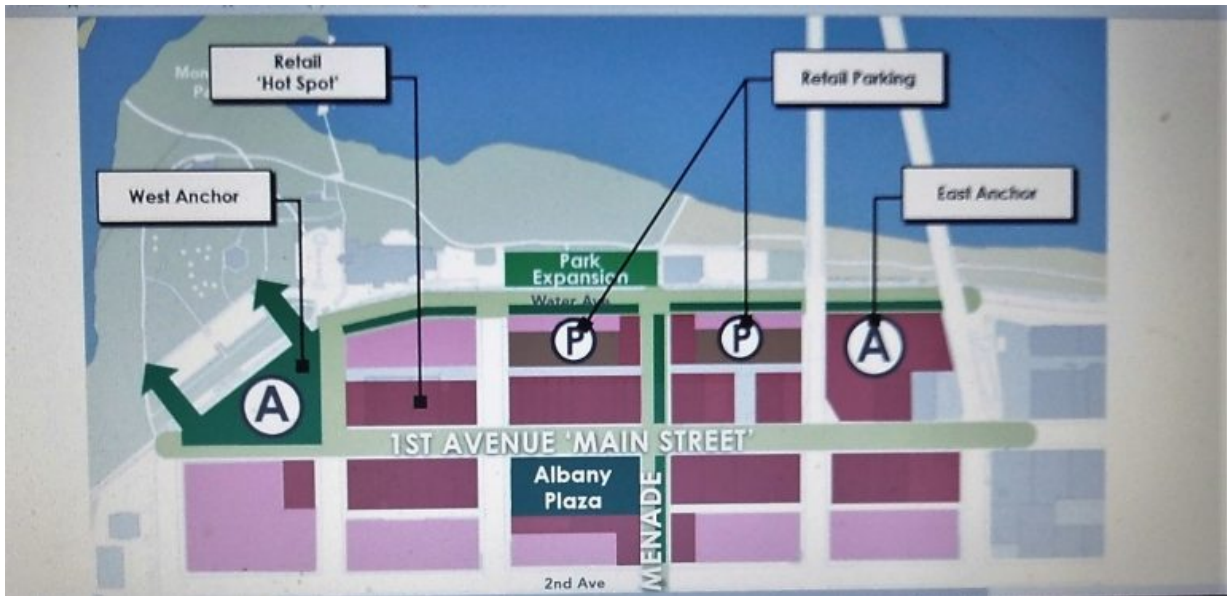 Retail
'Hot Spot'
Retail Parking
West Anchor
East Anchor
Park
Expansion
Water Ave
P
P
A
A
1ST AVENUE 'MAIN STREET'
Albany
Plaza
MENADE
2nd Ave